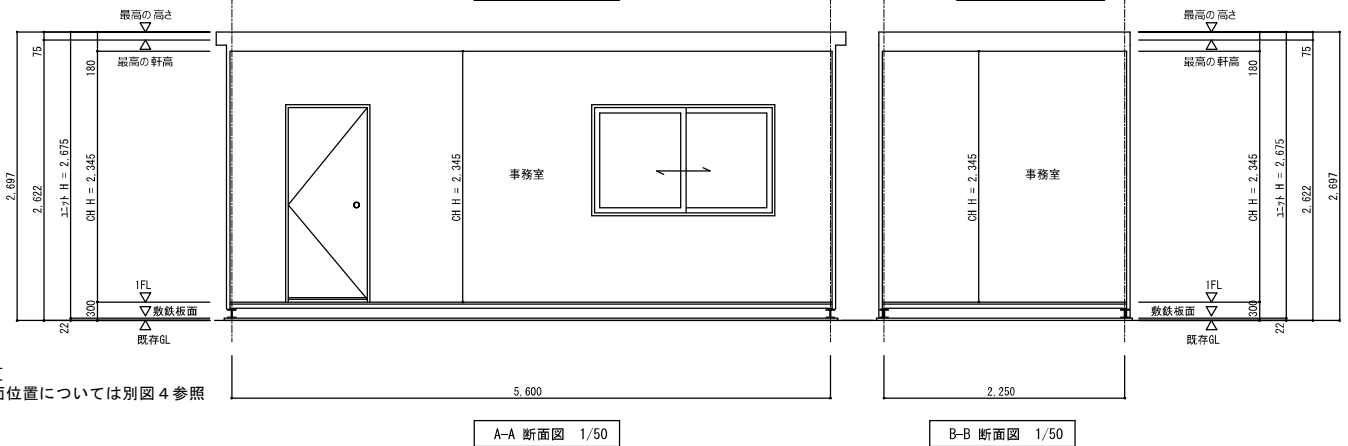 最高の高さ
最高の軒高
75
180
2,697
2,622
ユニット H = 2,675
CH H = 2,345
1FL
300
敷鉄板面
22
既存GL
CH H = 2,345
事務室
5,600
A-A 断面図 1/50
CH H = 2,345
事務室
2,250
B-B 断面図 1/50
最高の高さ
最高の軒高
75
180
CH H = 2,345
ユニット H = 2,675
2,622
2,697
1FL
300
敷鉄板面
22
既存GL
面位置については別図4参照